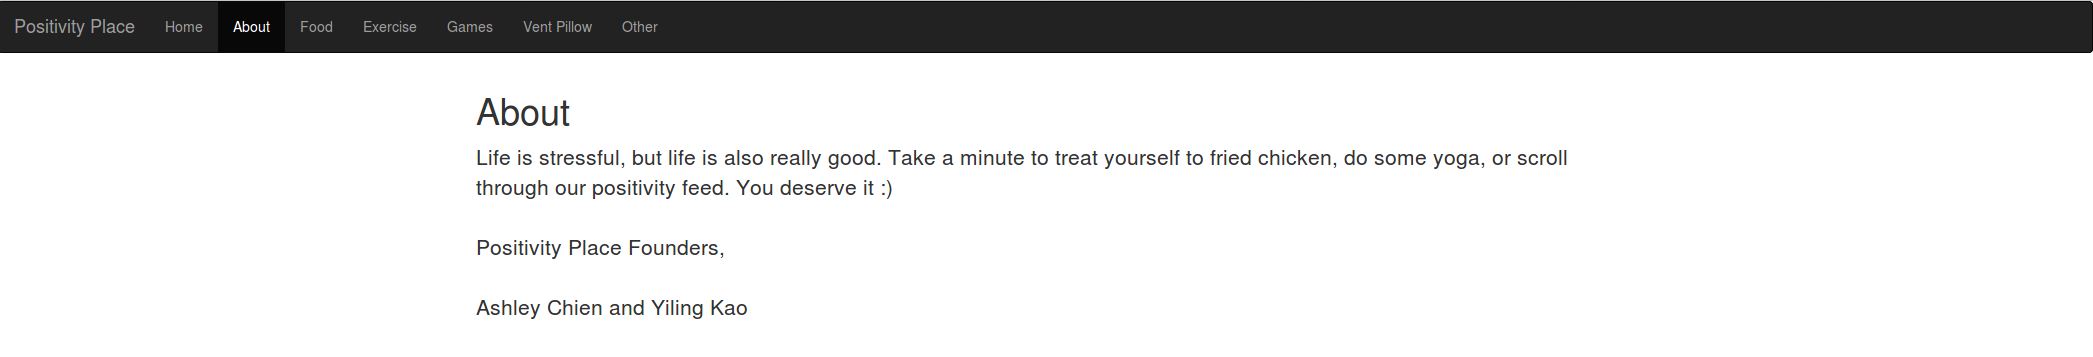 Positivity Place Home About Food Exercise Games Vent Pillow Other
About
Life is stressful, but life is also really good. Take a minute to treat yourself to fried chicken, do some yoga, or scroll
through our positivity feed. You deserve it :)
Positivity Place Founders,
Ashley Chien and Yiling Kao